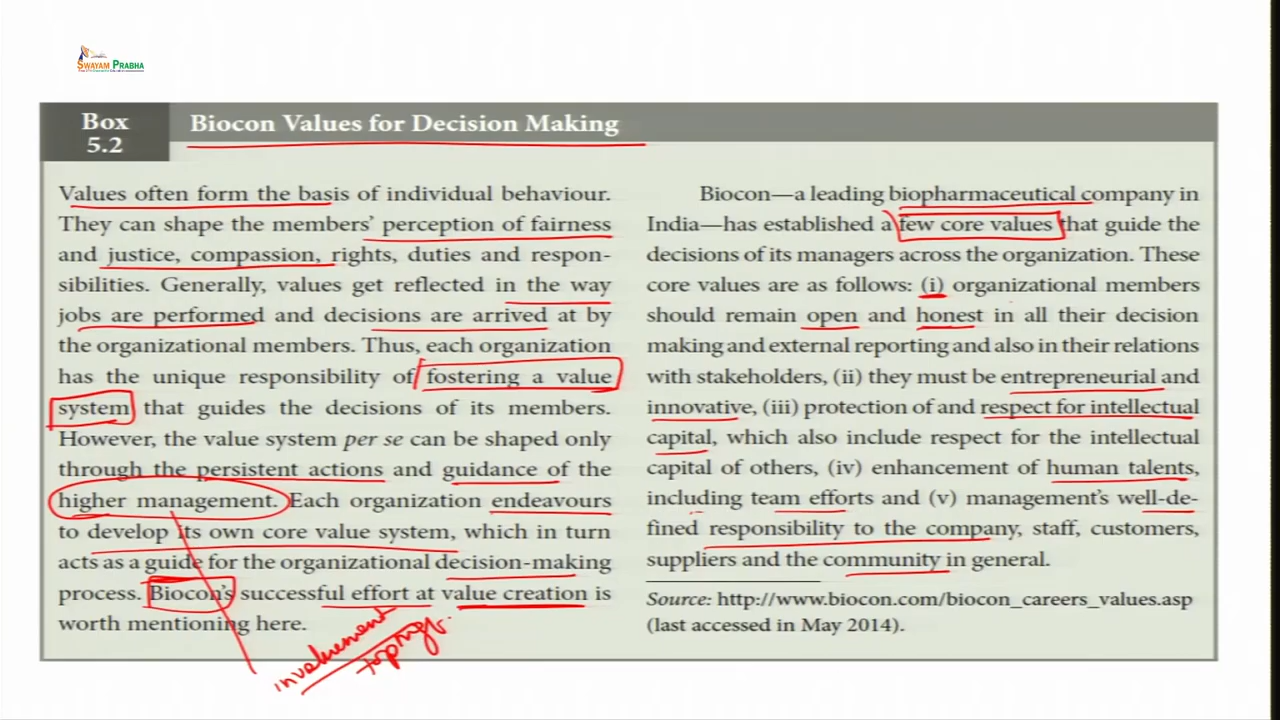 SWAYAM PRABHA
Box
5.2
Biocon Values for Decision Making
Values often form the basis of individual behaviour.
They can shape the members’ perception of fairness
and justice, compassion, rights, duties and respon-
sibilities. Generally, values get reflected in the way
jobs are performed and decisions are arrived at by
the organizational members. Thus, each organization
has the unique responsibility of fostering a value
system that guides the decisions of its members.
However, the value system per se can be shaped only
through the persistent actions and guidance of the
higher management. Each organization endeavours
to develop its own core value system, which in turn
acts as a guide for the organizational decision-making
process. Biocon’s successful effort at value creation is
worth mentioning here.
Biocon—a leading biopharmaceutical company in
India—has established a few core values that guide the
decisions of its managers across the organization. These
core values are as follows: (i) organizational members
should remain open and honest in all their decision
making and external reporting and also in their relations
with stakeholders, (ii) they must be entrepreneurial and
innovative, (iii) protection of and respect for intellectual
capital, which also include respect for the intellectual
capital of others, (iv) enhancement of human talents,
including team efforts and (v) management’s well-de-
fined responsibility to the company, staff, customers,
suppliers and the community in general.
Source: http://www.biocon.com/biocon_careers_values.asp
(last accessed in May 2014).
involvement
top